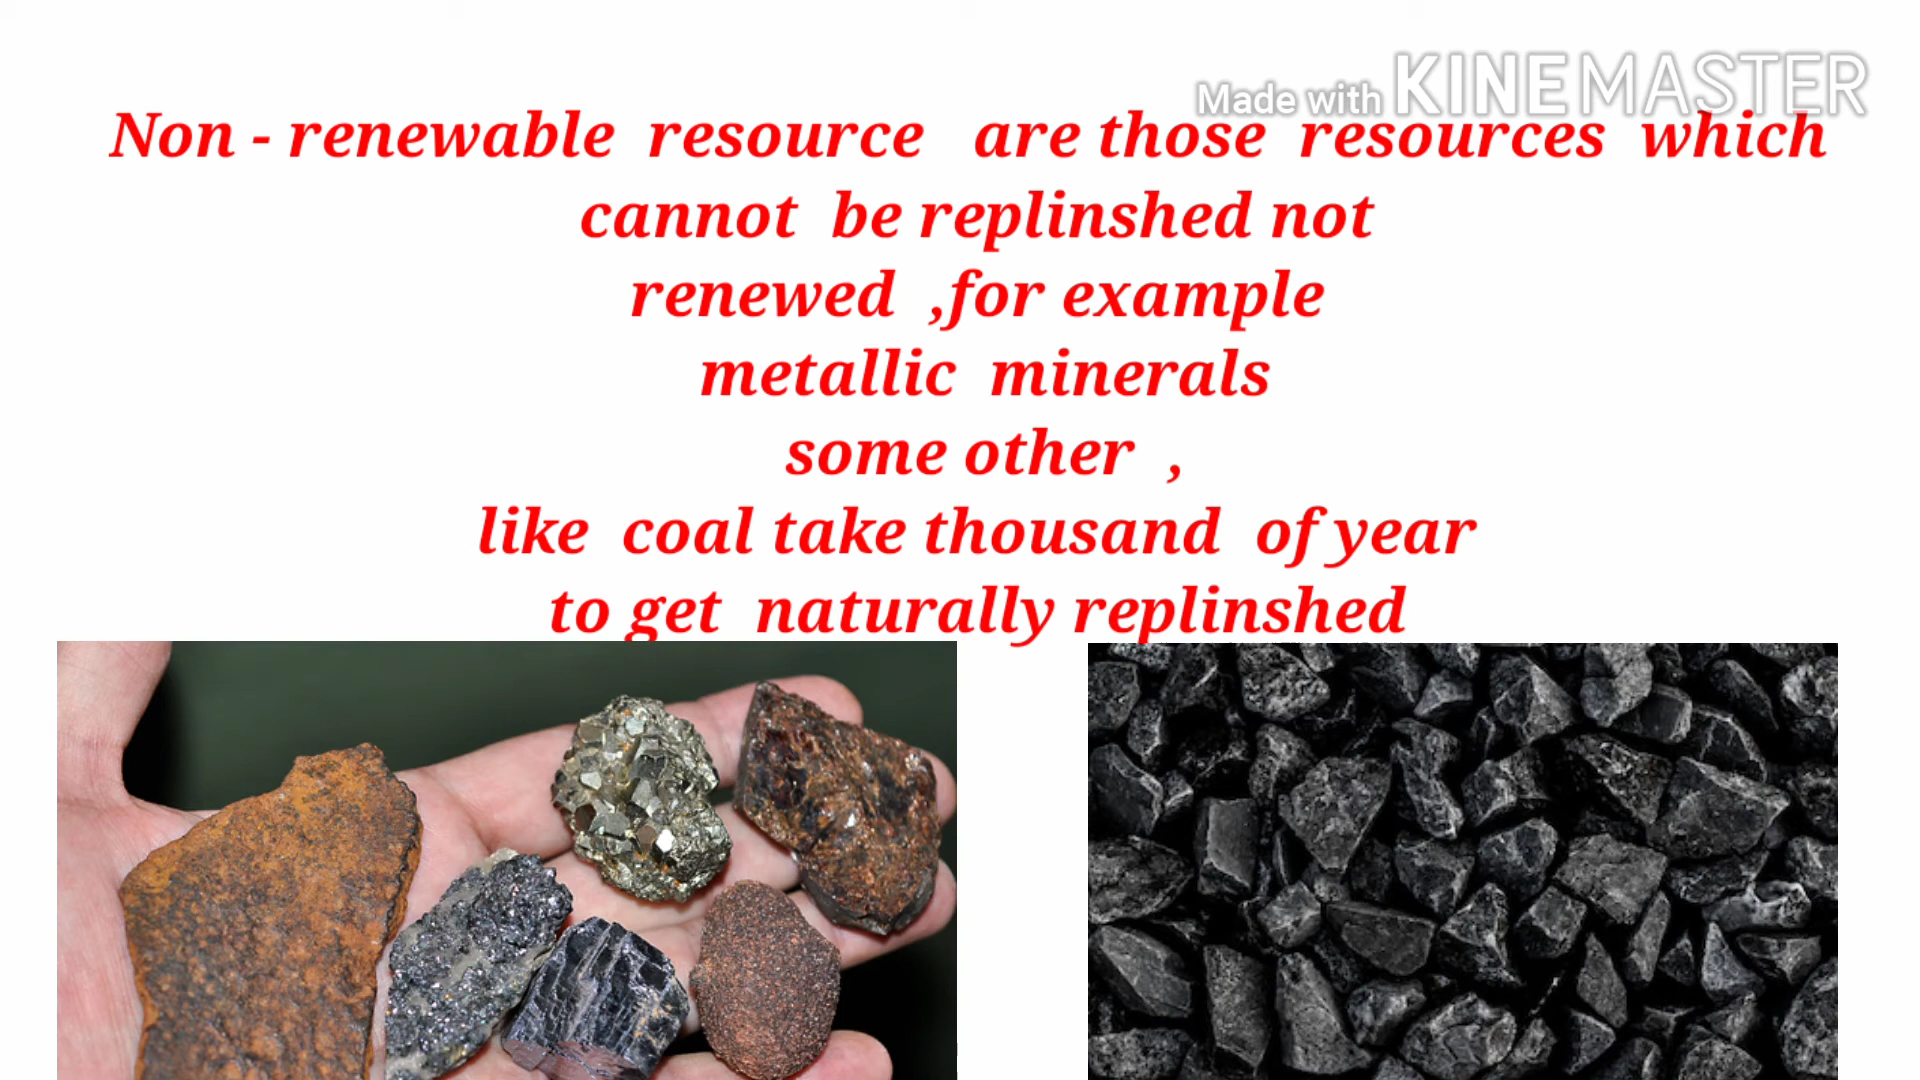 Made with KINEMASTER
Non - renewable resource are those resources which
cannot be replinshed not
renewed ,for example
metallic minerals
some other ,
like coal take thousand of year
to get naturally replinshed